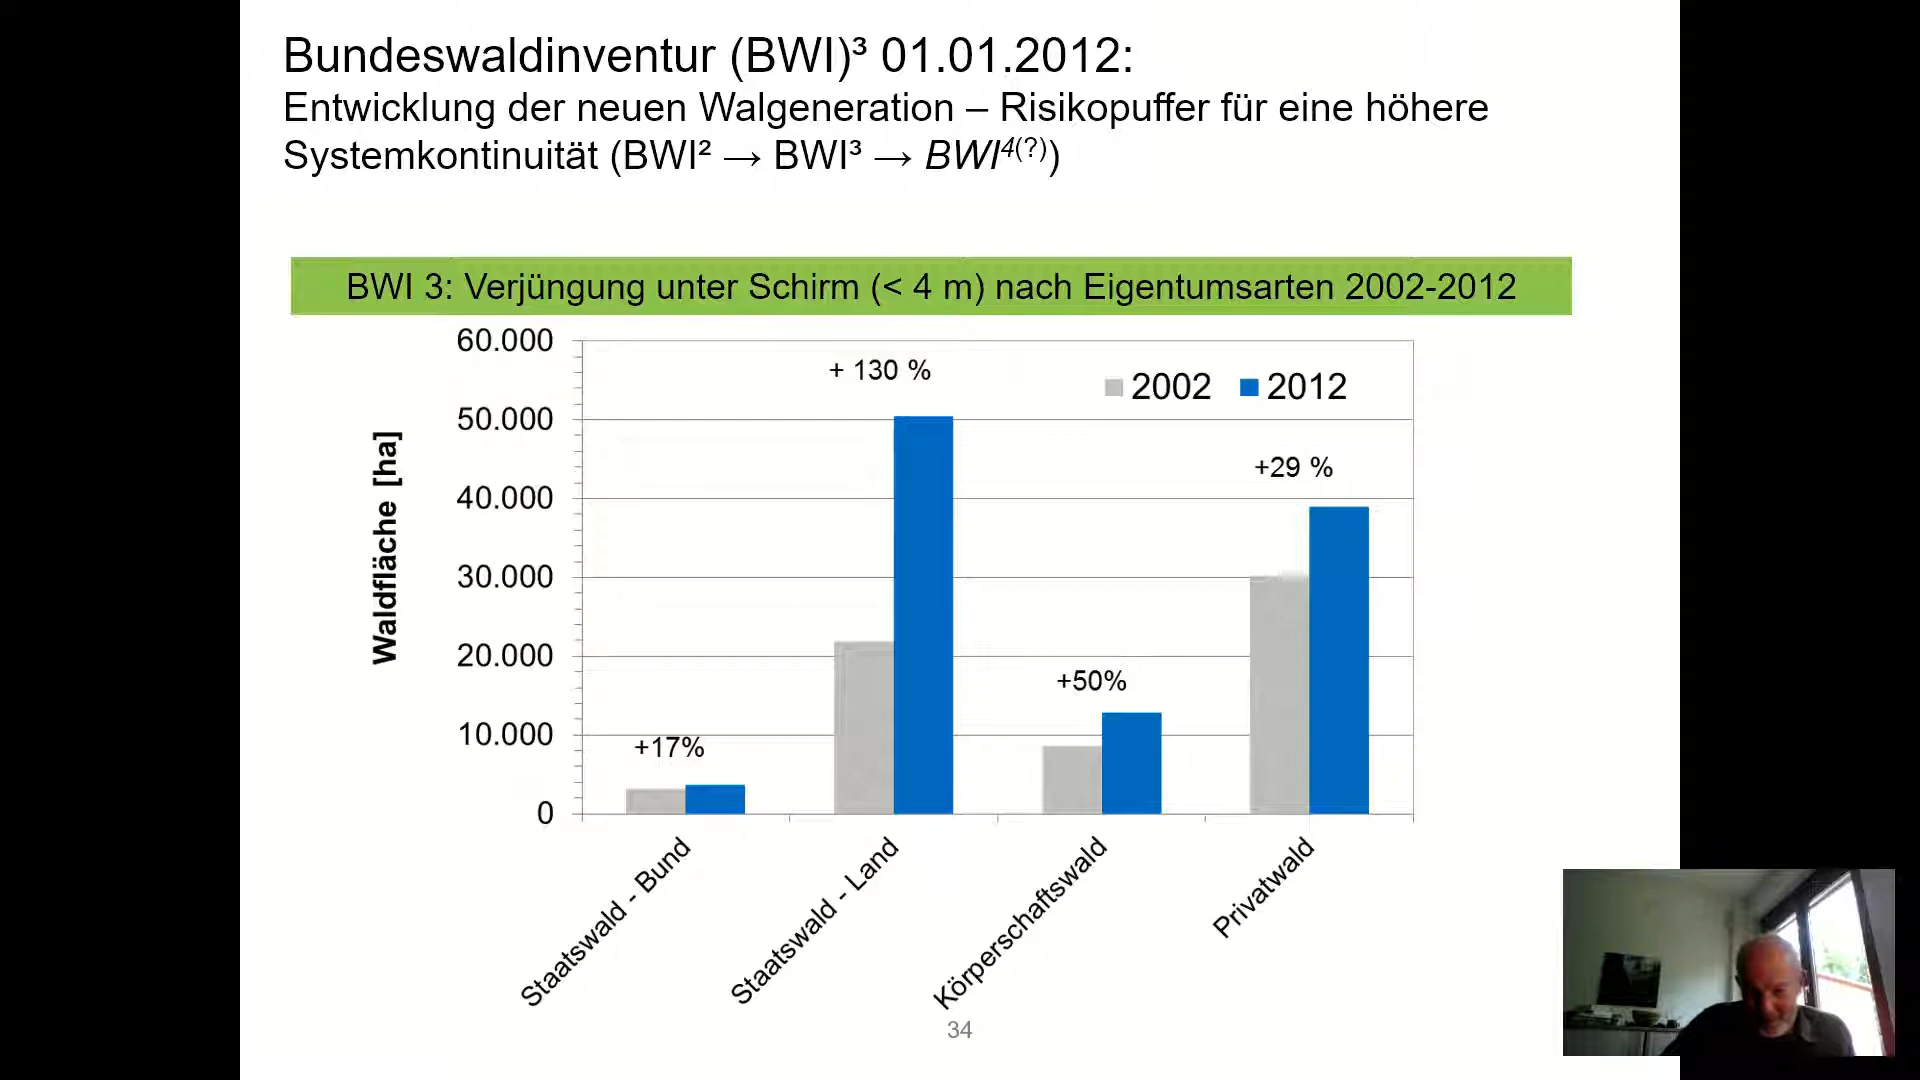 Bundeswaldinventur (BWI)³ 01.01.2012:
Entwicklung der neuen Walgeneration – Risikopuffer für eine höhere
Systemkontinuität (BWI² → BWI³ → BWI⁴⁽?⁾)
BWI 3: Verjüngung unter Schirm (< 4 m) nach Eigentumsarten 2002-2012
Waldfläche [ha]
60.000
50.000
40.000
30.000
20.000
10.000
0
2002
2012
+17%
+ 130 %
+50%
+29 %
Staatswald - Bund
Staatswald - Land
Körperschaftswald
Privatwald
34